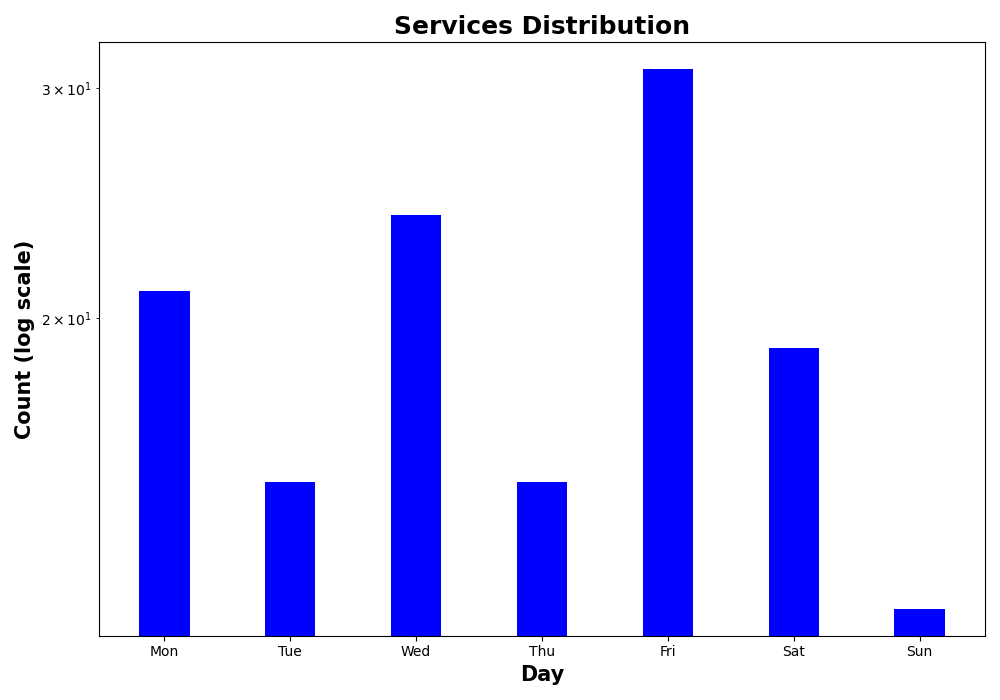 Services Distribution
Count (log scale)
3 × 10¹
2 × 10¹
Mon Tue Wed Thu Fri Sat Sun
Day